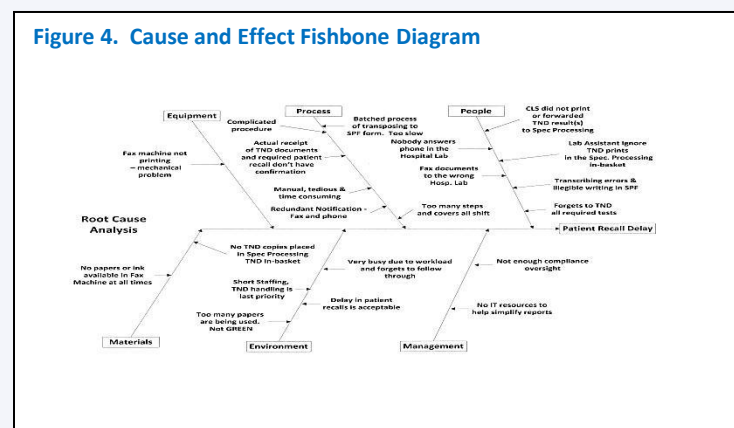 Figure 4. Cause and Effect Fishbone Diagram
Equipment
Process
People
Complicated
procedure
Batched process
of transposing to
SPF form. Too slow
CLS did not print
or forwarded
TND result(s)
to Spec Processing
Nobody answers
phone in the
Hospital Lab
Actual receipt
of TND documents
and required patient
recall don't have
confirmation
Lab Assistant Ignore
TND prints
in the Spec. Processing
in-basket
Fax machine not
printing
– mechanical
problem
Fax documents
to the wrong
Hosp. Lab
Manual, tedious &
time consuming
Transcribing errors &
illegible writing in SPF
Redundant Notification -
Fax and phone
Too many steps
and covers all shift
Forgets to TND
all required tests
Root Cause
Analysis
Patient Recall Delay
No TND copies placed
in Spec Processing
TND In-basket
No papers or ink
available in Fax
Machine at all times
Very busy due to workload
and forgets to follow
through
Not enough compliance
oversight
Short Staffing,
TND handling is
last priority
Delay in patient
recalls is acceptable
No IT resources to
help simplify reports
Too many papers
are being used.
Not GREEN
Materials
Environment
Management